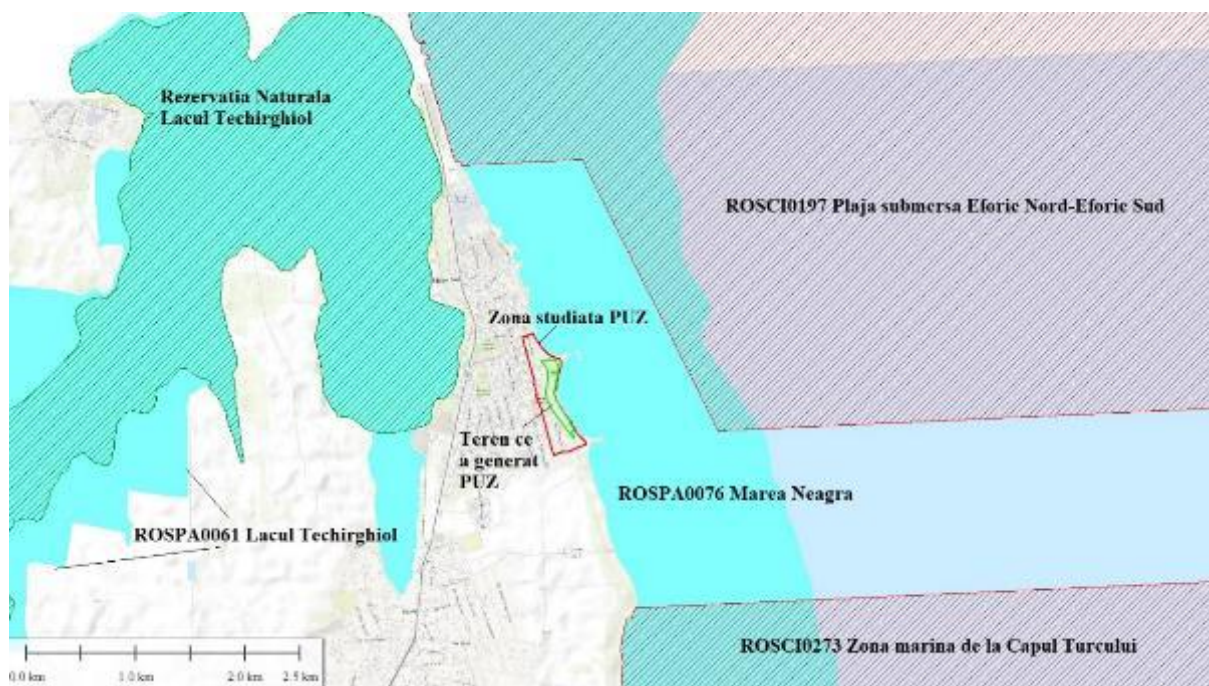 Rezervatia Naturala
Lacul Techirghiol
ROSCI0197 Plaja submersa Eforie Nord-Eforie Sud
Zona studiata PUZ
Teren ce
a generat
PUZ
ROSPA0076 Marea Neagra
ROSPA0061 Lacul Techirghiol
ROSCI0273 Zona marina de la Capul Turcului
0.0 km 1.0 km 2.0 km 2.5 km